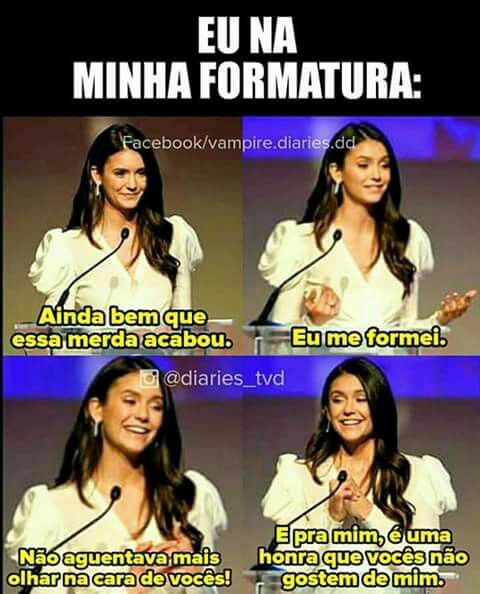 EU NA
MINHA FORMATURA:
Facebook/vampire.diaries.dd
Ainda bem que
essa merda acabou.
Eu me formei.
@diaries_tvd
Não aguentava mais
olhar na cara de vocês!
E pra mim, é uma
honra que vocês não
gostem de mim.